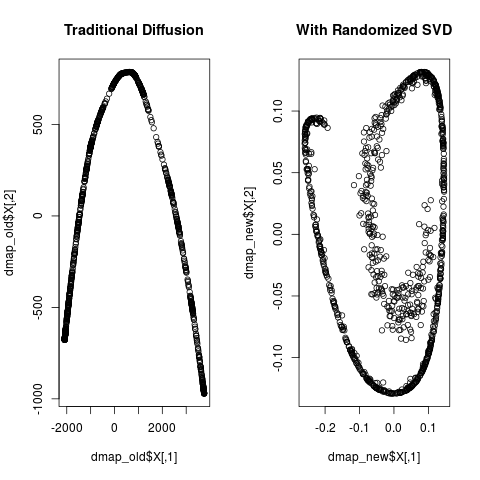 Traditional Diffusion
dmap_old$X[,2]
500
0
-500
-1000
-2000 0 2000
dmap_old$X[,1]
With Randomized SVD
dmap_new$X[,2]
0.10
0.05
0.00
-0.05
-0.10
-0.2 -0.1 0.0 0.1
dmap_new$X[,1]